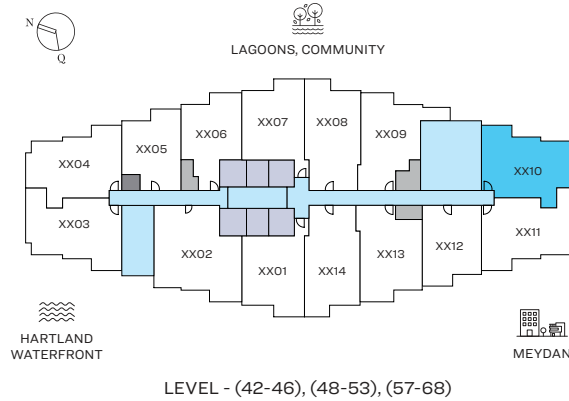 N
Q
LAGOONS, COMMUNITY
XX04
XX05
XX06
XX07
XX08
XX09
XX10
XX03
XX02
XX01
XX14
XX13
XX12
XX11
HARTLAND
WATERFRONT
MEYDAN
LEVEL - (42-46), (48-53), (57-68)